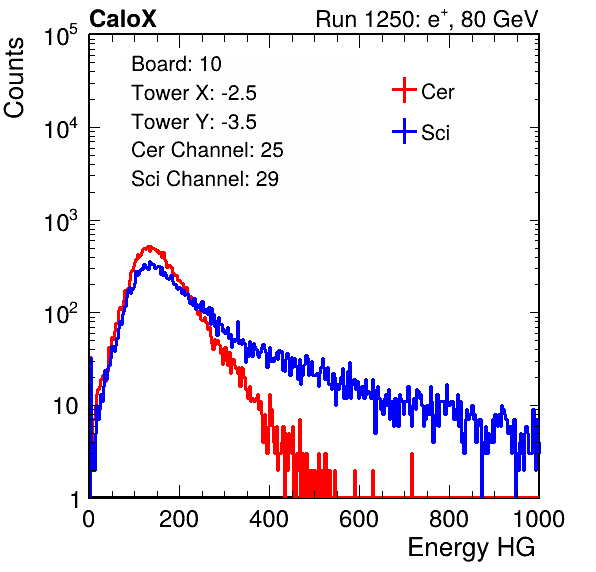 CaloX Run 1250: e⁺, 80 GeV
Board: 10
Tower X: -2.5
Tower Y: -3.5
Cer Channel: 25
Sci Channel: 29
Cer
Sci
Counts
10⁵
10⁴
10³
10²
10
1
0 200 400 600 800 1000
Energy HG